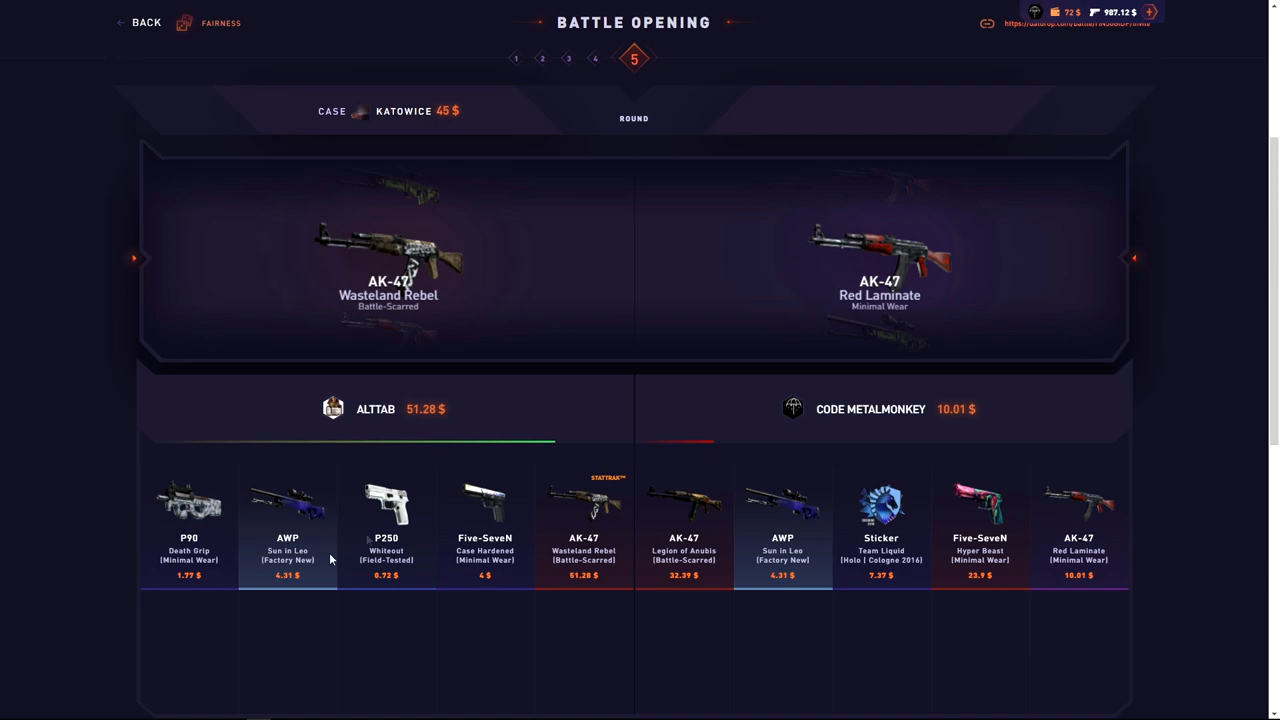 BACK
FAIRNESS
BATTLE OPENING
72 $
987.12 $
1
2
3
4
5
CASE KATOWICE 45 $
ROUND
AK-47
Wasteland Rebel
Battle-Scarred
AK-47
Red Laminate
Minimal Wear
ALTTAB 51.28 $
CODE METALMONKEY 10.01 $
P90
Death Grip
(Minimal Wear)
1.77 $
AWP
Sun in Leo
(Factory New)
4.31 $
P250
Whiteout
(Field-Tested)
0.72 $
Five-SeveN
Case Hardened
(Minimal Wear)
4 $
STATTRAK™
AK-47
Wasteland Rebel
(Battle-Scarred)
51.28 $
AK-47
Legion of Anubis
(Battle-Scarred)
32.39 $
AWP
Sun in Leo
(Factory New)
4.31 $
Sticker
Team Liquid
(Holo | Cologne 2016)
7.37 $
Five-SeveN
Hyper Beast
(Minimal Wear)
23.9 $
AK-47
Red Laminate
(Minimal Wear)
10.01 $